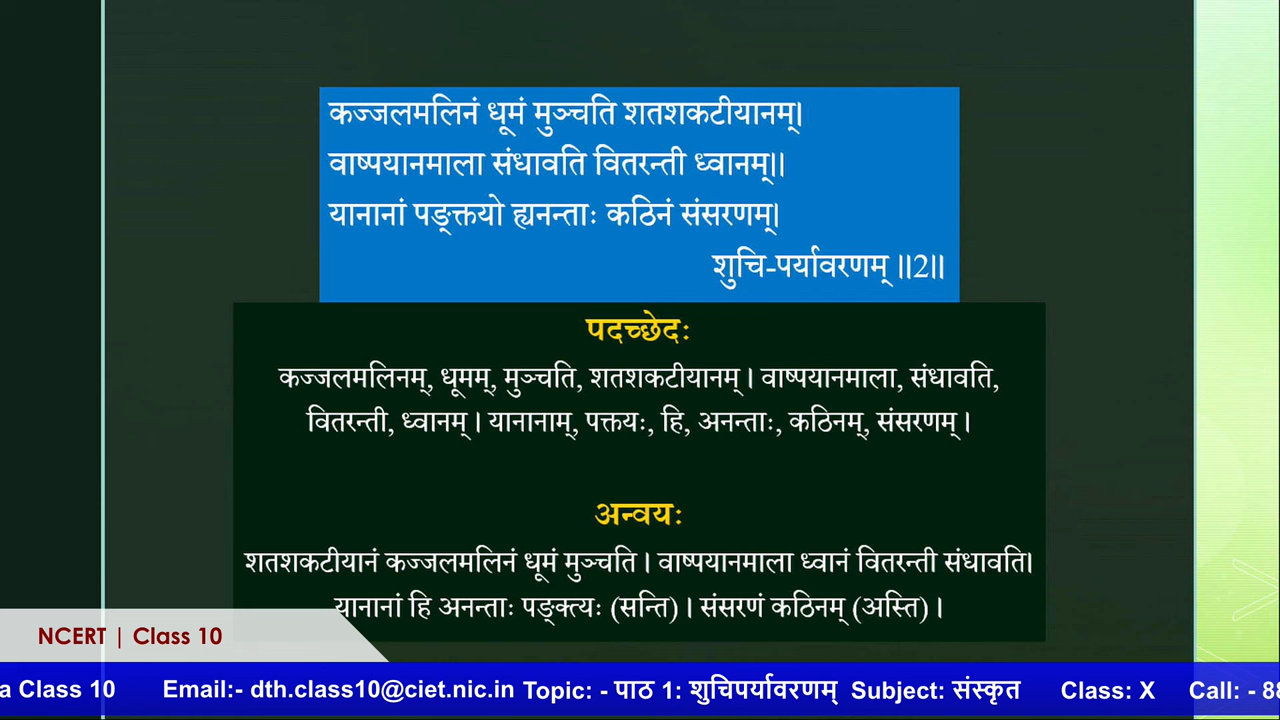 कज्जलमलिनं धूमं मुञ्चति शतशकटीयानम्।
वाष्पयानमाला संधावति वितरन्ती ध्वानम्।।
यानानां पङ्क्तयो ह्यनन्ताः कठिनं संसरणम्।
शुचि-पर्यावरणम् ॥2॥
पदच्छेदः
कज्जलमलिनम्, धूमम्, मुञ्चति, शतशकटीयानम् । वाष्पयानमाला, संधावति,
वितरन्ती, ध्वानम् । यानानाम्, पक्तयः, हि, अनन्ताः, कठिनम्, संसरणम् ।
अन्वयः
शतशकटीयानं कज्जलमलिनं धूमं मुञ्चति । वाष्पयानमाला ध्वानं वितरन्ती संधावति।
यानानां हि अनन्ताः पङ्क्त्यः (सन्ति) । संसरणं कठिनम् (अस्ति) ।
NCERT | Class 10
a Class 10 Email:- dth.class10@ciet.nic.in Topic: - पाठ 1: शुचिपर्यावरणम् Subject: संस्कृत Class: X Call: - 88